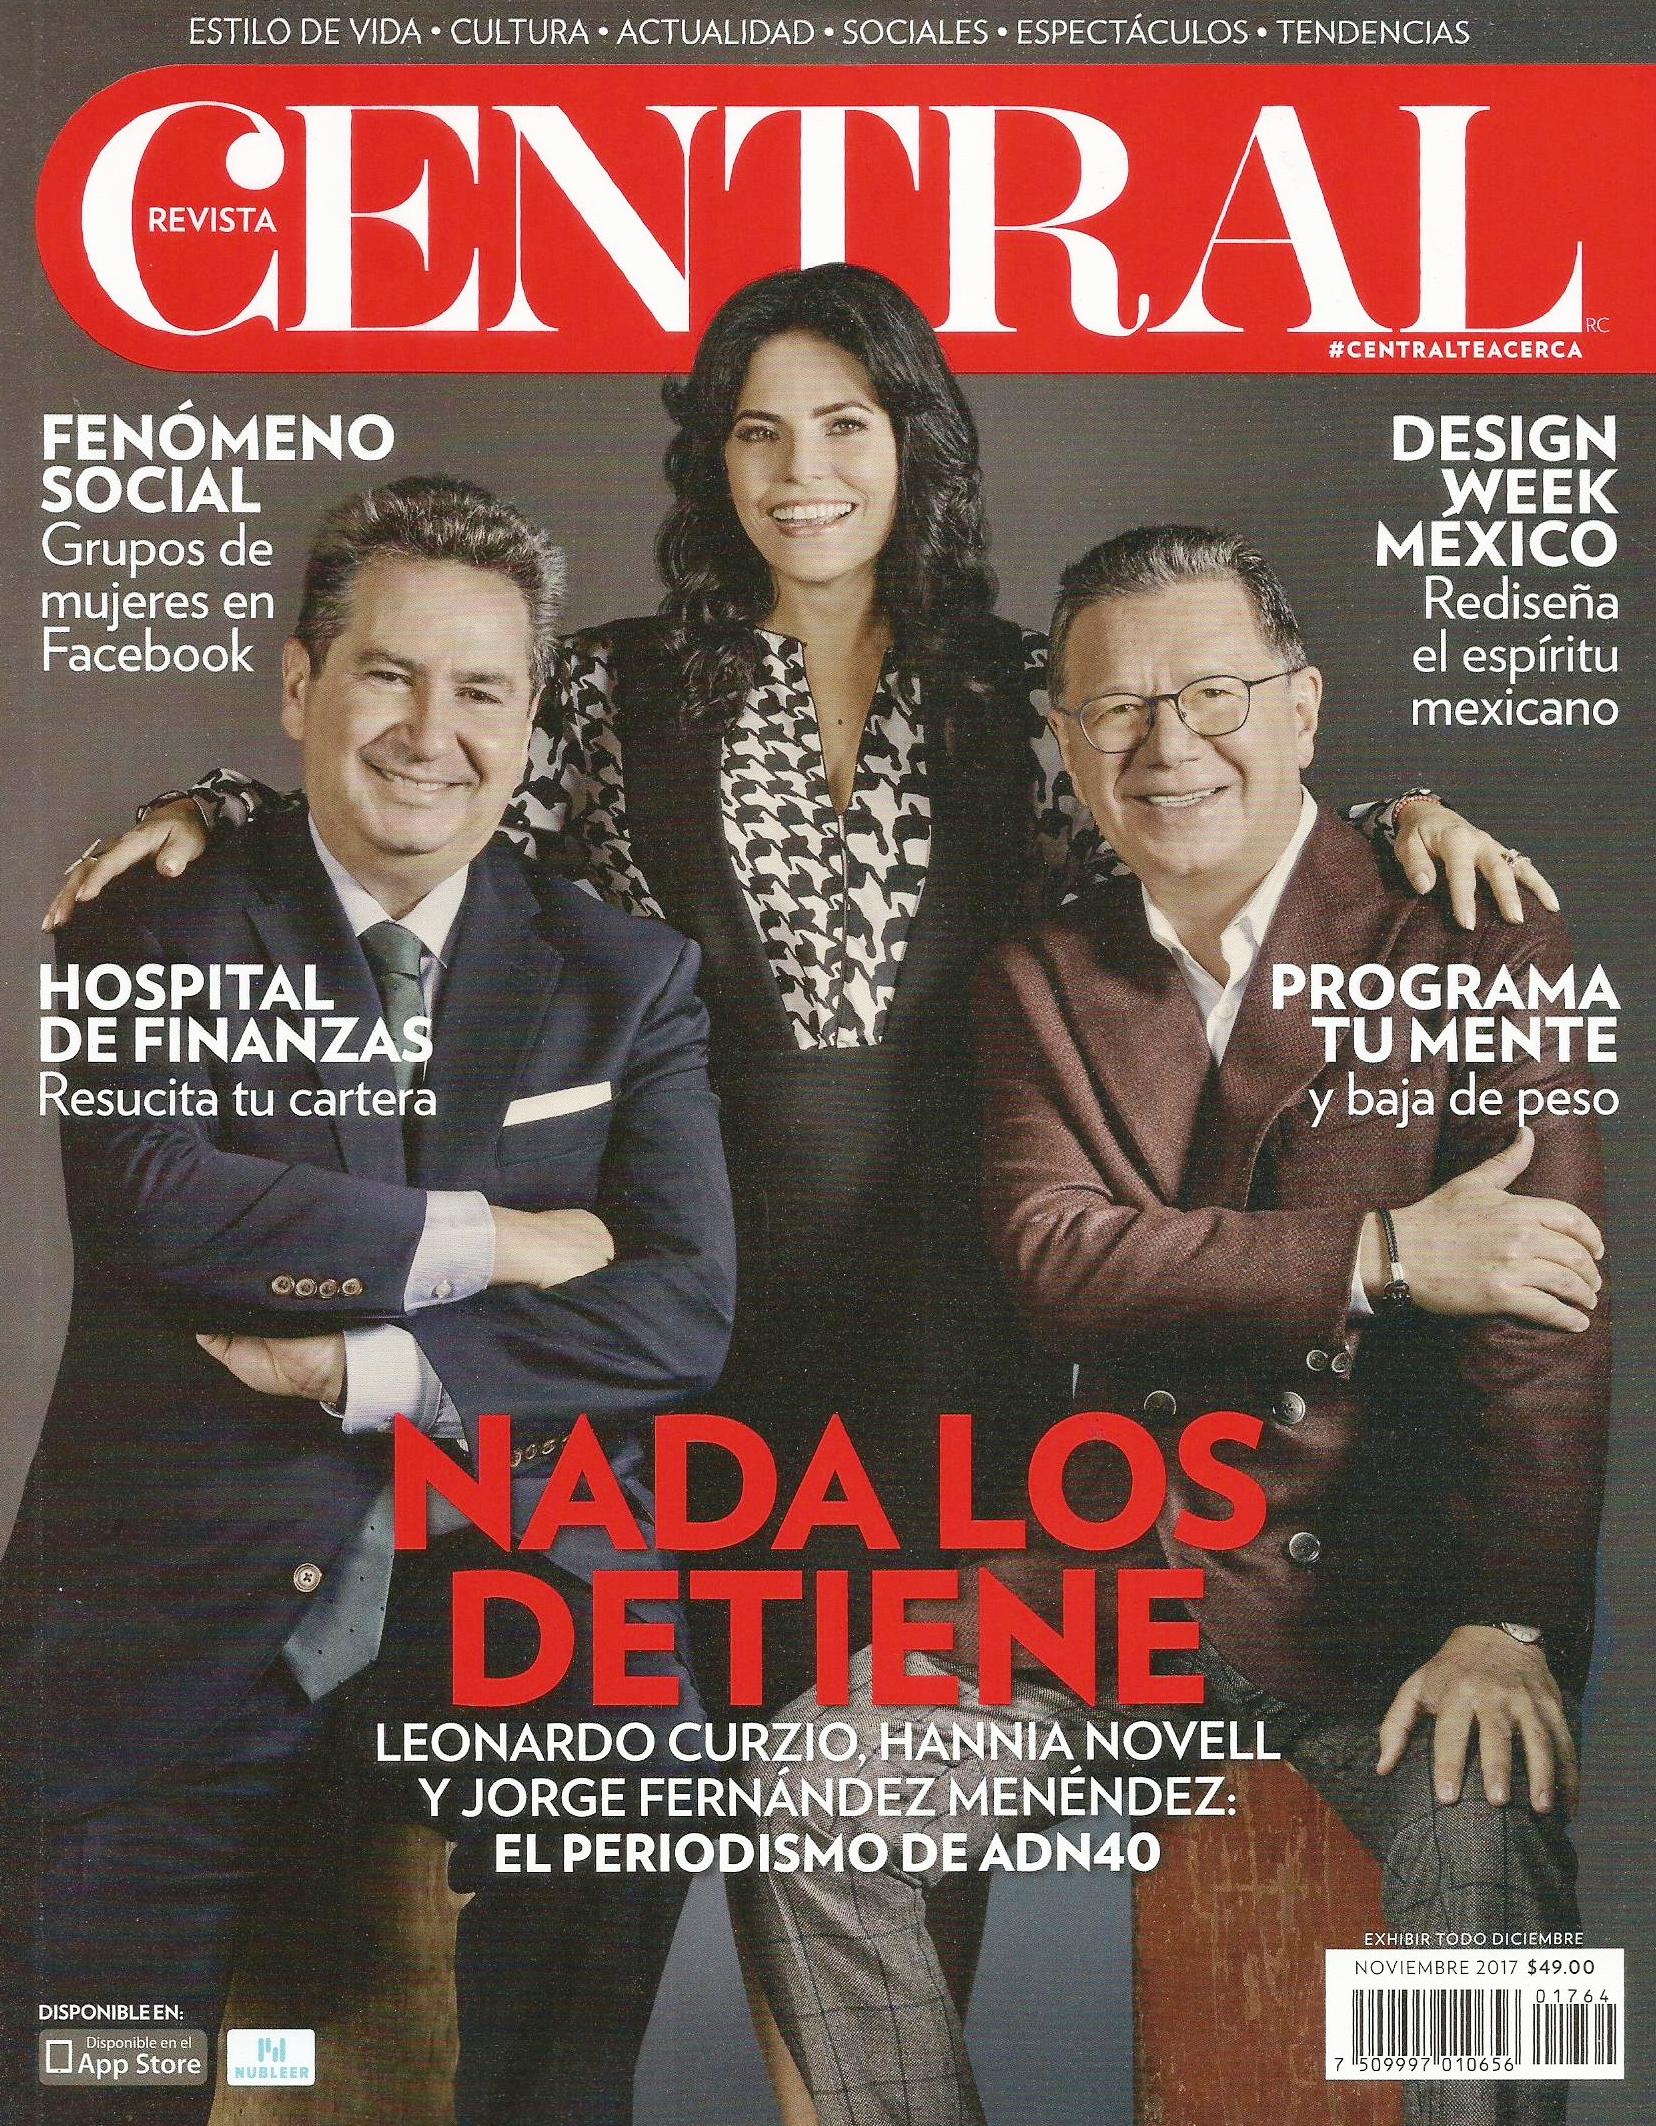 ESTILO DE VIDA • CULTURA • ACTUALIDAD • SOCIALES • ESPECTÁCULOS • TENDENCIAS
CENTRAL
REVISTA
RC
#CENTRALTEACERCA
FENÓMENO
SOCIAL
Grupos de
mujeres en
Facebook
DESIGN
WEEK
MÉXICO
Rediseña
el espíritu
mexicano
HOSPITAL
DE FINANZAS
Resucita tu cartera
PROGRAMA
TU MENTE
y baja de peso
NADA LOS
DETIENE
LEONARDO CURZIO, HANNIA NOVELL
Y JORGE FERNÁNDEZ MENÉNDEZ:
EL PERIODISMO DE ADN40
EXHIBIR TODO DICIEMBRE
NOVIEMBRE 2017 $49.00
01764
7 509997 010656
DISPONIBLE EN:
Disponible en el
App Store
NUBLEER